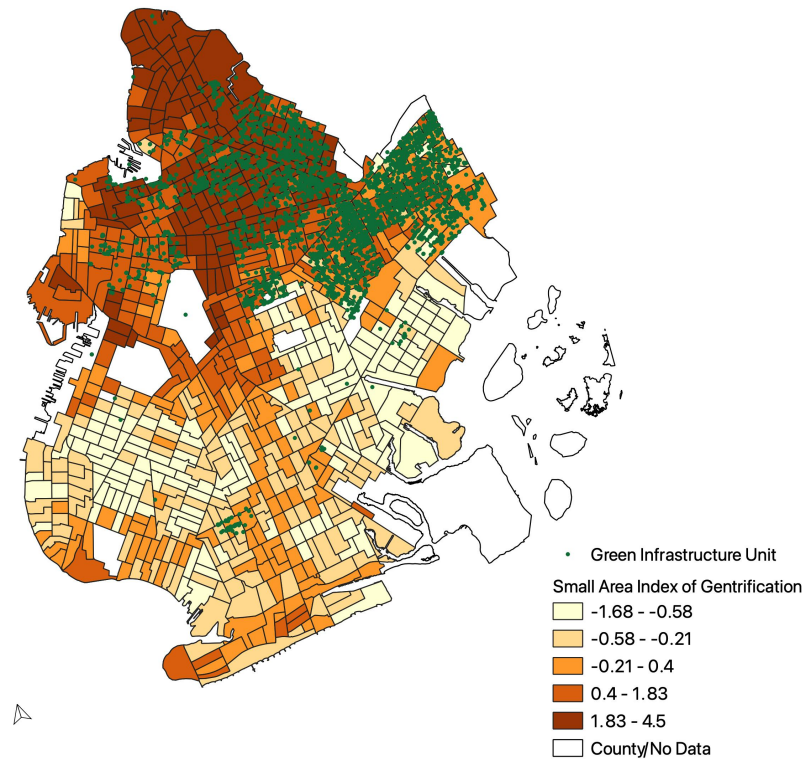 Green Infrastructure Unit
Small Area Index of Gentrification
-1.68 - -0.58
-0.58 - -0.21
-0.21 - 0.4
0.4 - 1.83
1.83 - 4.5
County/No Data